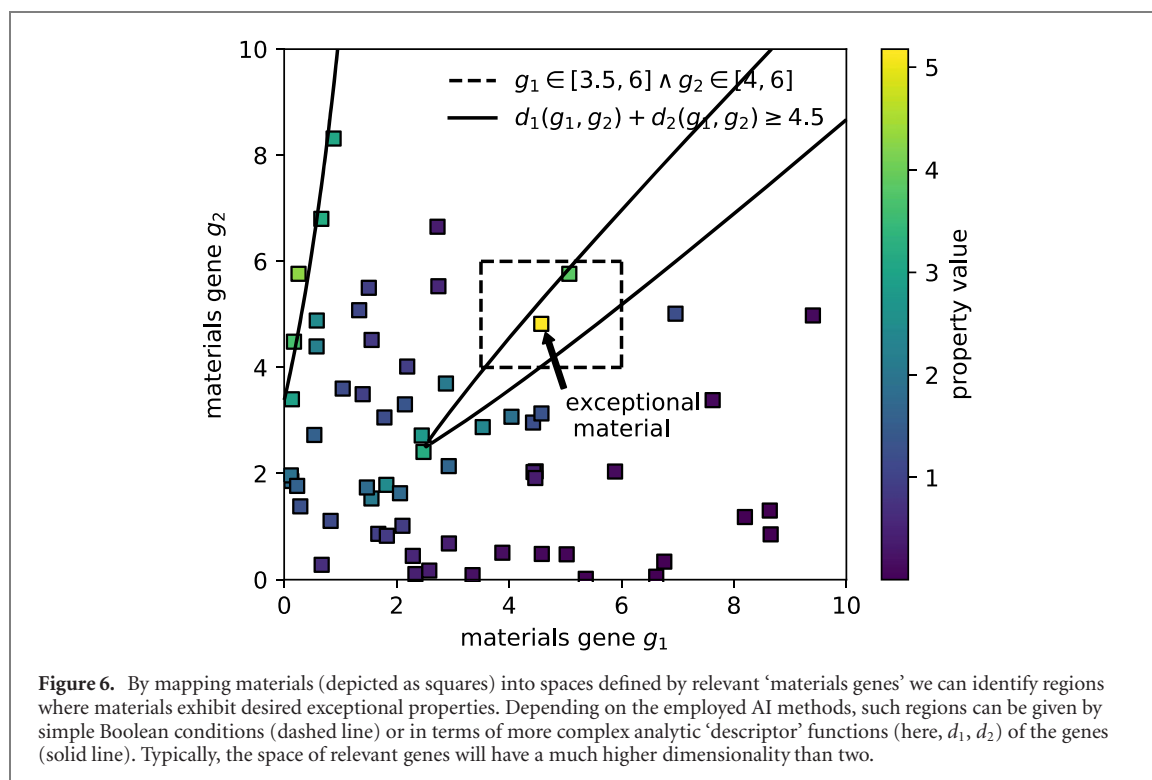 10
8
6
4
2
0
0 2 4 6 8 10
materials gene g₂
materials gene g₁
g₁ ∈ [3.5, 6] ∧ g₂ ∈ [4, 6]
d₁(g₁, g₂) + d₂(g₁, g₂) ≥ 4.5
exceptional
material
5
4
3
2
1
property value
Figure 6. By mapping materials (depicted as squares) into spaces defined by relevant ‘materials genes’ we can identify regions
where materials exhibit desired exceptional properties. Depending on the employed AI methods, such regions can be given by
simple Boolean conditions (dashed line) or in terms of more complex analytic ‘descriptor’ functions (here, d₁, d₂) of the genes
(solid line). Typically, the space of relevant genes will have a much higher dimensionality than two.